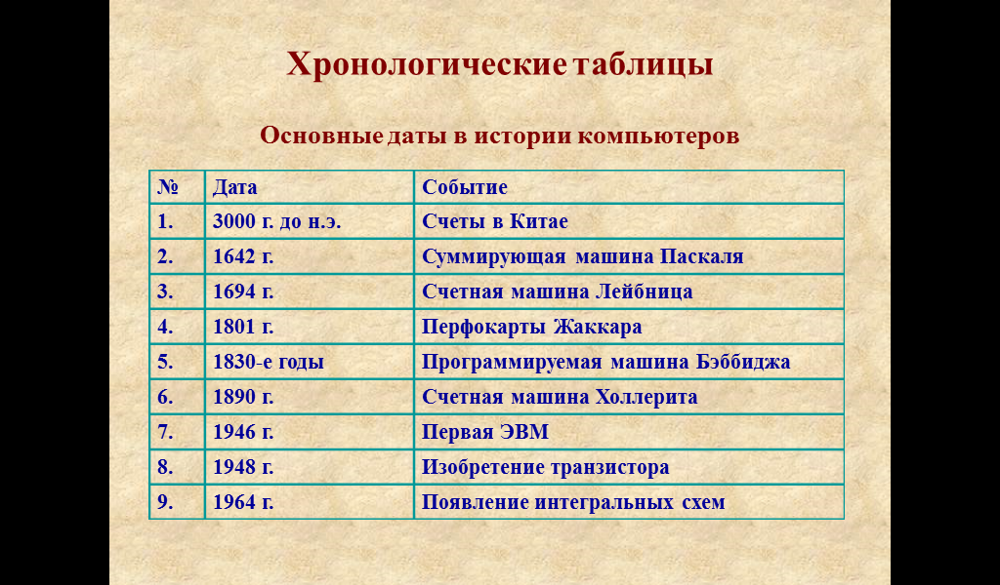 Хронологические таблицы
Основные даты в истории компьютеров
№ Дата Событие
1. 3000 г. до н.э. Счеты в Китае
2. 1642 г. Суммирующая машина Паскаля
3. 1694 г. Счетная машина Лейбница
4. 1801 г. Перфокарты Жаккара
5. 1830-е годы Программируемая машина Бэббиджа
6. 1890 г. Счетная машина Холлерита
7. 1946 г. Первая ЭВМ
8. 1948 г. Изобретение транзистора
9. 1964 г. Появление интегральных схем